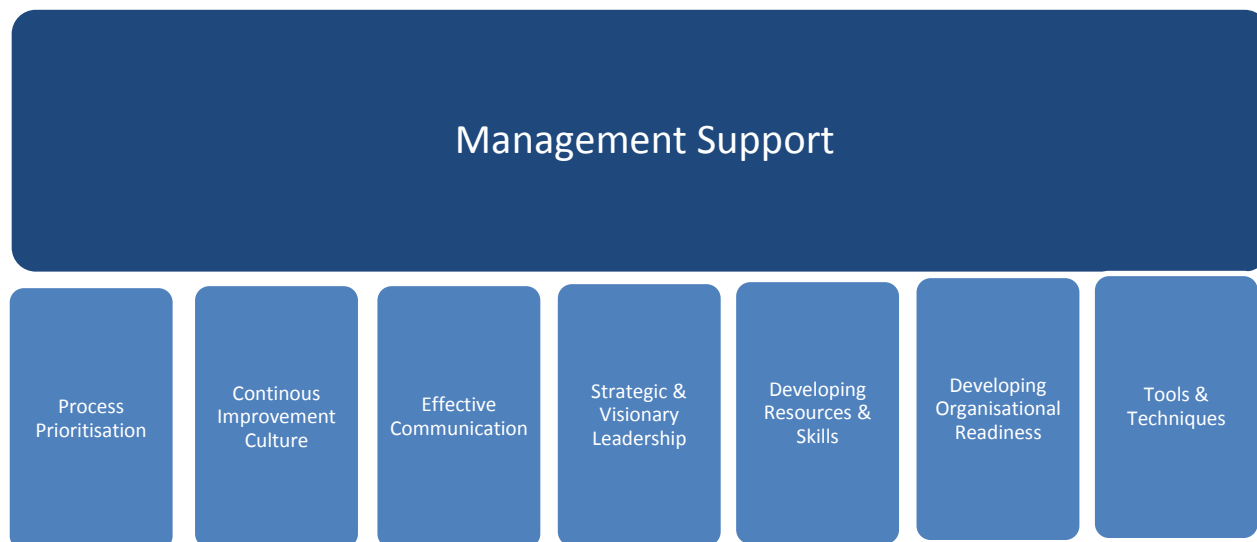 Management Support
Process
Prioritisation
Continous
Improvement
Culture
Effective
Communication
Strategic &
Visionary
Leadership
Developing
Resources &
Skills
Developing
Organisational
Readiness
Tools &
Techniques